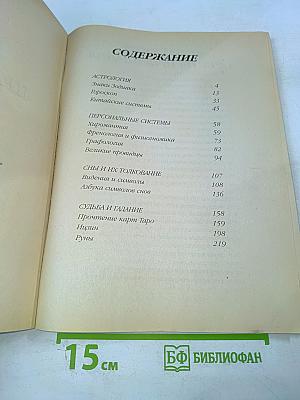 СОДЕРЖАНИЕ
АСТРОЛОГИЯ 4
Знаки Зодиака 13
Гороскоп 33
Китайские системы 45
ПЕРСОНАЛЬНЫЕ СИСТЕМЫ 58
Хиромантия 59
Френология и физиогномика 73
Графология 82
Великие провидцы 94
СНЫ И ИХ ТОЛКОВАНИЕ 107
Видения и символы 108
Азбука символов снов 136
СУДЬБА И ГАДАНИЕ 158
Прочтение карт Таро 159
Ицзин 198
Руны 219
15 см
БФ БИБЛИОФАН